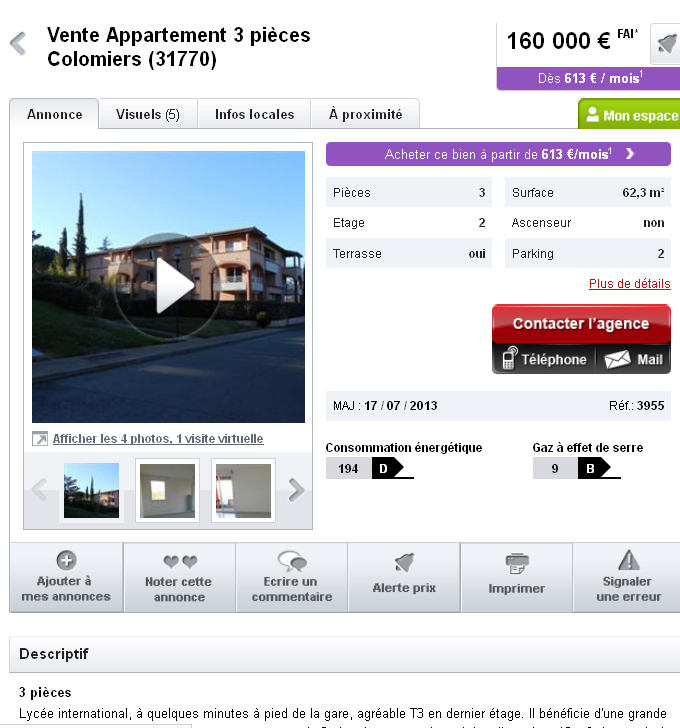 Vente Appartement 3 pièces
Colomiers (31770)
160 000 € FAI*
Dès 613 € / mois¹
Annonce
Visuels (5)
Infos locales
À proximité
Mon espace
Acheter ce bien à partir de 613 €/mois¹
Pièces 3
Surface 62,3 m²
Etage 2
Ascenseur non
Terrasse oui
Parking 2
Plus de détails
Contacter l'agence
Téléphone
Mail
MAJ : 17 / 07 / 2013
Réf.: 3955
Afficher les 4 photos, 1 visite virtuelle
Consommation énergétique
194 D
Gaz à effet de serre
9 B
Ajouter à
mes annonces
Noter cette
annonce
Ecrire un
commentaire
Alerte prix
Imprimer
Signaler
une erreur
Descriptif
3 pièces
Lycée international, à quelques minutes à pied de la gare, agréable T3 en dernier étage. Il bénéficie d'une grande